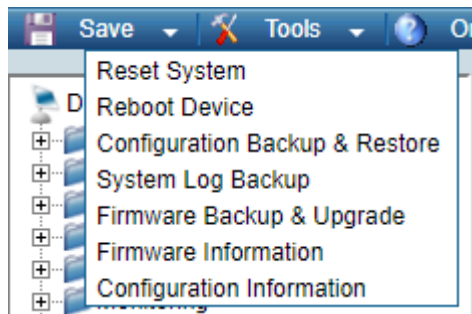 Save Tools
Reset System
Reboot Device
Configuration Backup & Restore
System Log Backup
Firmware Backup & Upgrade
Firmware Information
Configuration Information